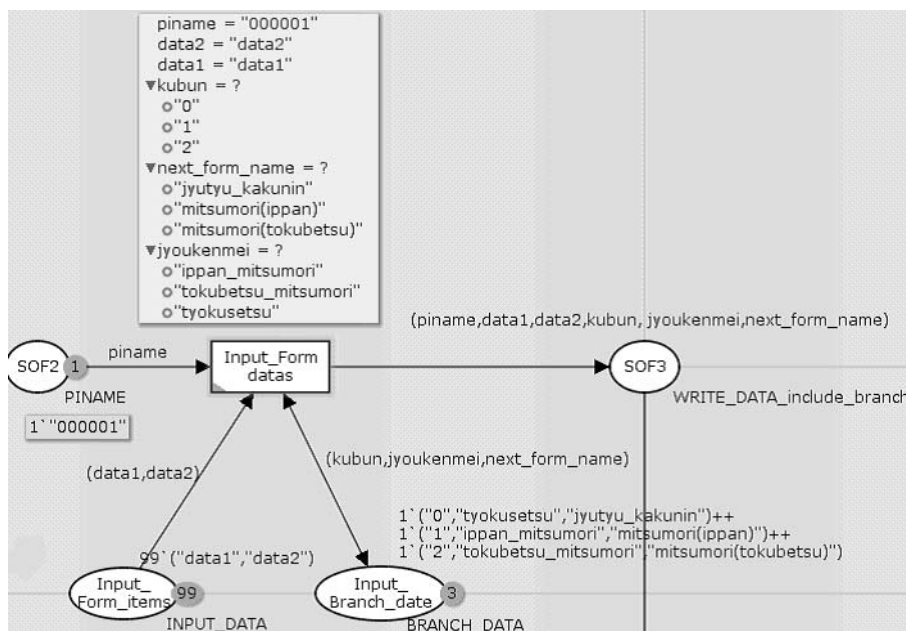 piname = "000001"
data2 = "data2"
data1 = "data1"
▼kubun = ?
"0"
"1"
"2"
▼next_form_name = ?
"jyutyu_kakunin"
"mitsumori(ippan)"
"mitsumori(tokubetsu)"
▼jyoukenmei = ?
"ippan_mitsumori"
"tokubetsu_mitsumori"
"tyokusetsu"
(piname,data1,data2,kubun, jyoukenmei,next_form_name)
piname
SOF2
1
Input_Form
datas
SOF3
PINAME
WRITE_DATA_include_branch
1`"000001"
(data1,data2)
(kubun,jyoukenmei,next_form_name)
1`("0","tyokusetsu","jyutyu_kakunin")++
1`("1","ippan_mitsumori","mitsumori(ippan)")++
1`("2","tokubetsu_mitsumori","mitsumori(tokubetsu)")
99`("data1","data2")
Input_
Form_items
99
Input_
Branch_date
3
INPUT_DATA
BRANCH_DATA